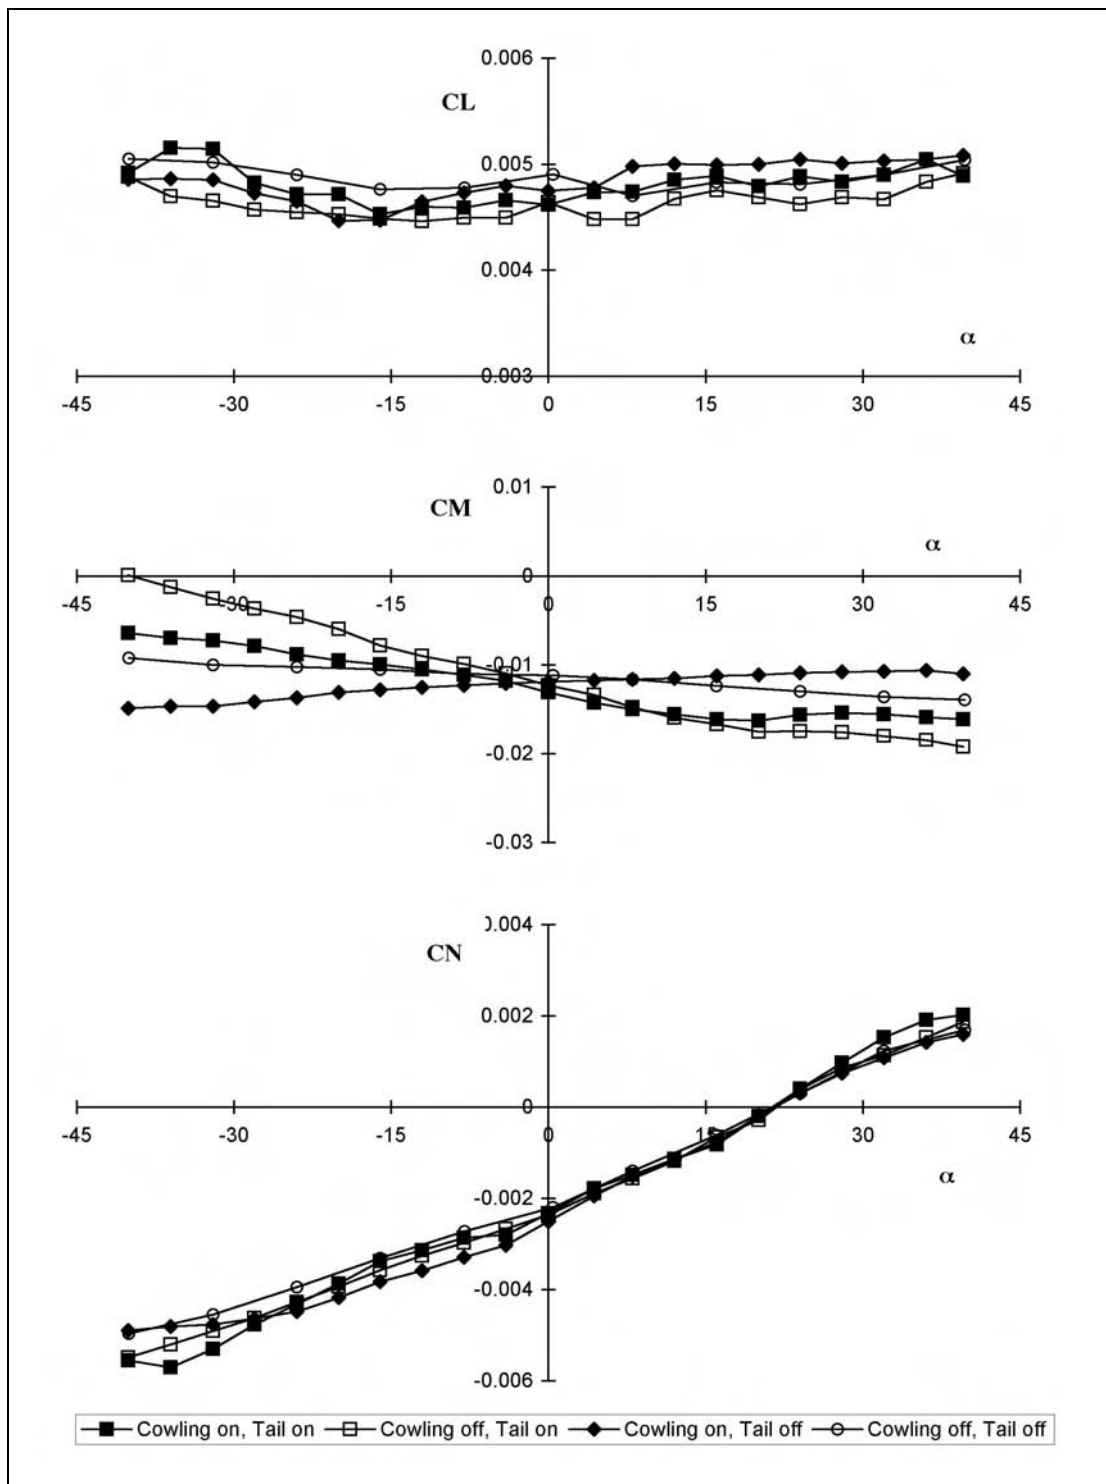 0.006
CL
0.005
0.004
α
0.003
-45 -30 -15 0 15 30 45
0.01
CM
α
0
-45 -30 -15 0 15 30 45
-0.01
-0.02
-0.03
0.004
CN
0.002
0
-45 -30 -15 0 15 30 45
α
-0.002
-0.004
-0.006
Cowling on, Tail on Cowling off, Tail on Cowling on, Tail off Cowling off, Tail off